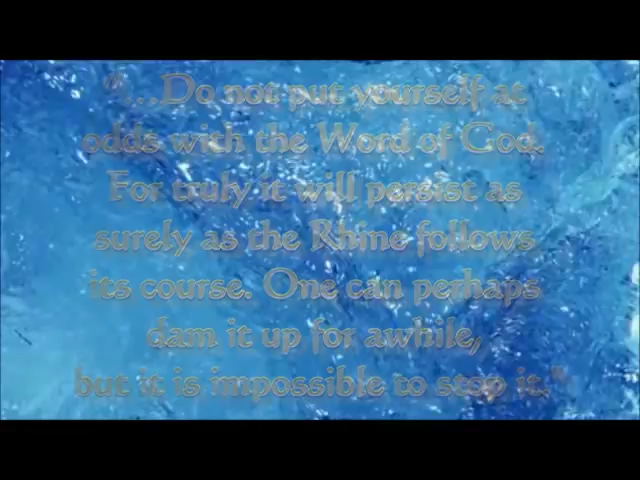 "...Do not put yourself at
odds with the Word of God.
For truly it will persist as
surely as the Rhine follows
its course. One can perhaps
dam it up for awhile,
but it is impossible to stop it."